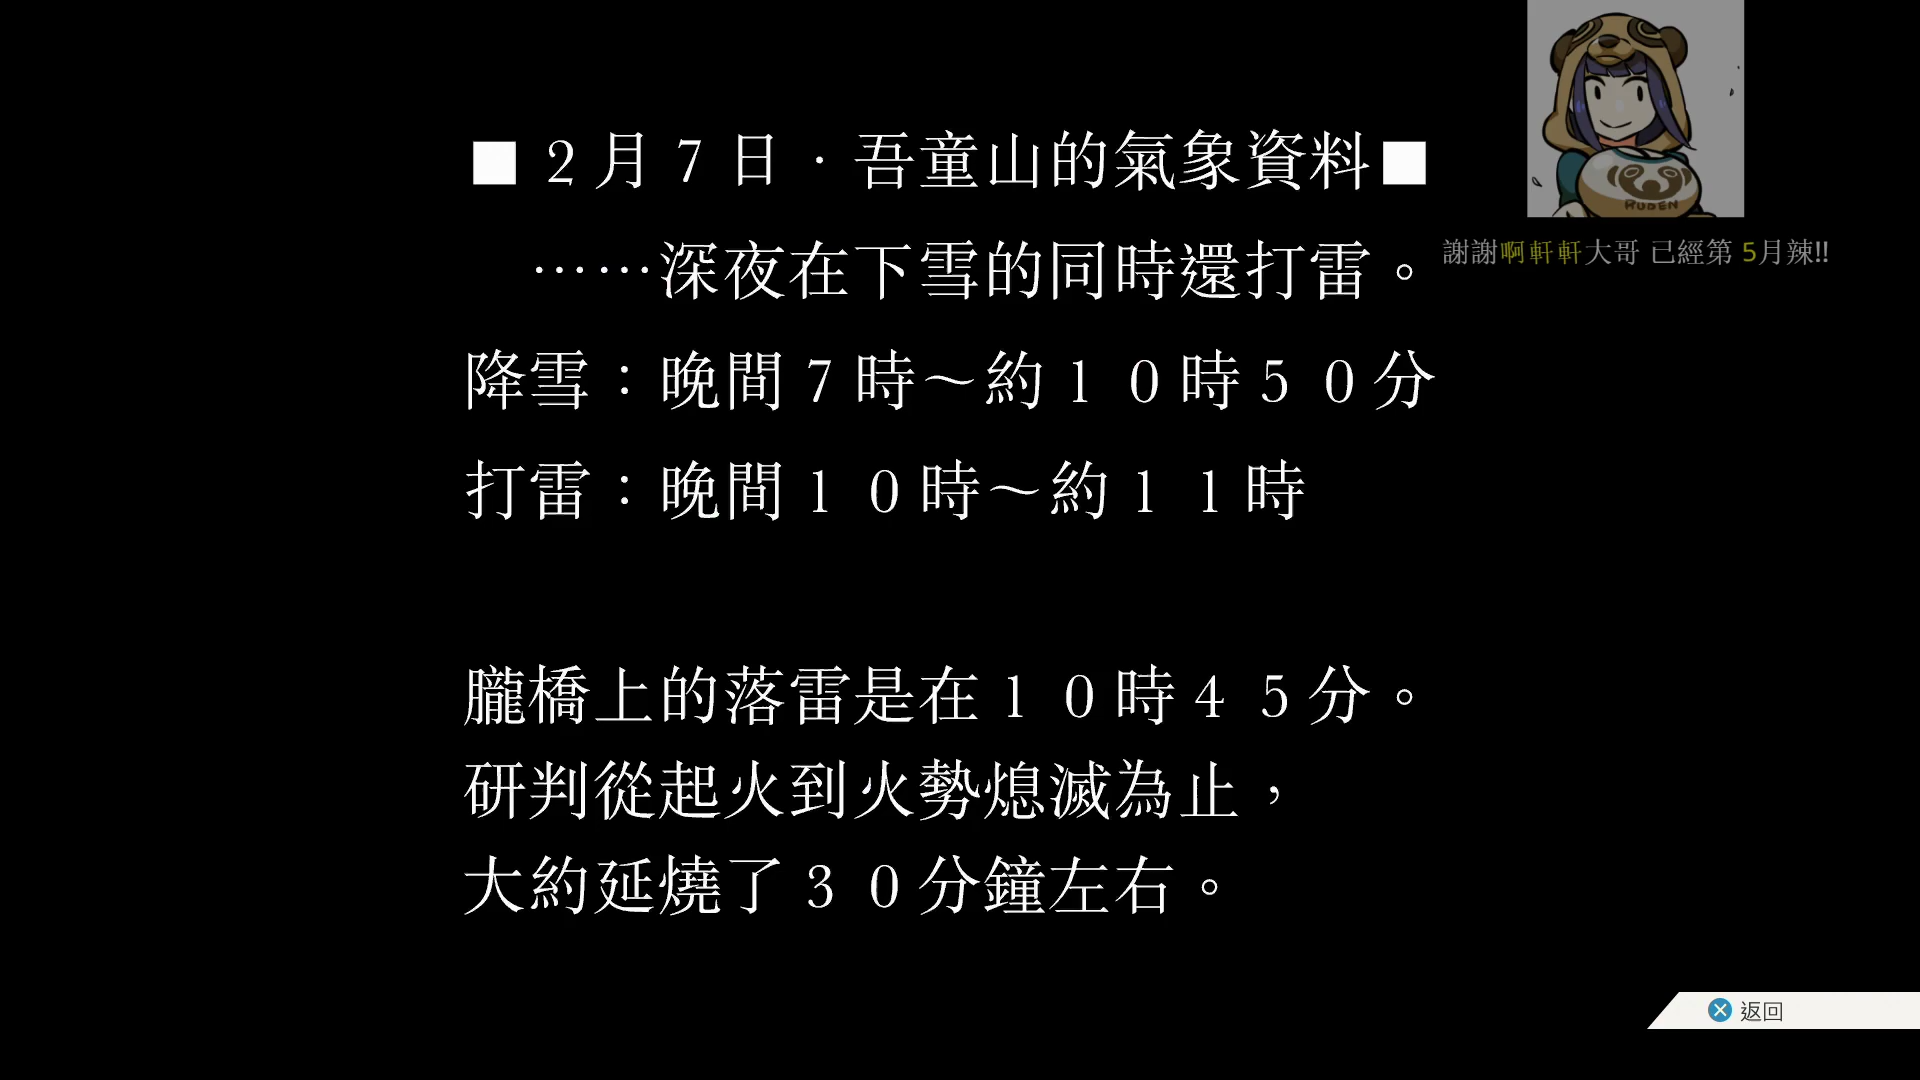 ■ 2月7日・吾童山的氣象資料■
……深夜在下雪的同時還打雷。
降雪：晚間7時～約10時50分
打雷：晚間10時～約11時
朧橋上的落雷是在10時45分。
研判從起火到火勢熄滅為止，
大約延燒了30分鐘左右。
RUBEN
謝謝啊軒軒大哥 已經第 5月辣!!
返回